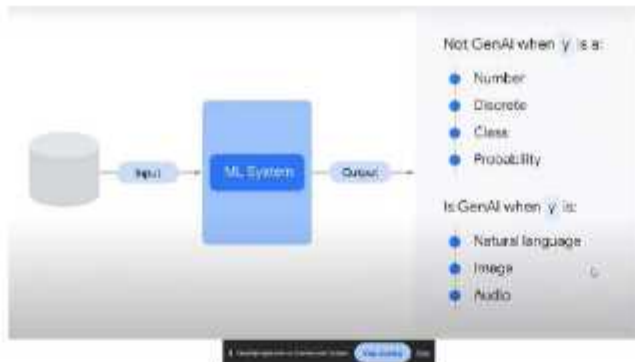 Not GenAI when y is a:
Number
Discrete
Class
Probability
Input
ML System
Output
Is GenAI when y is:
Natural language
Image
Audio